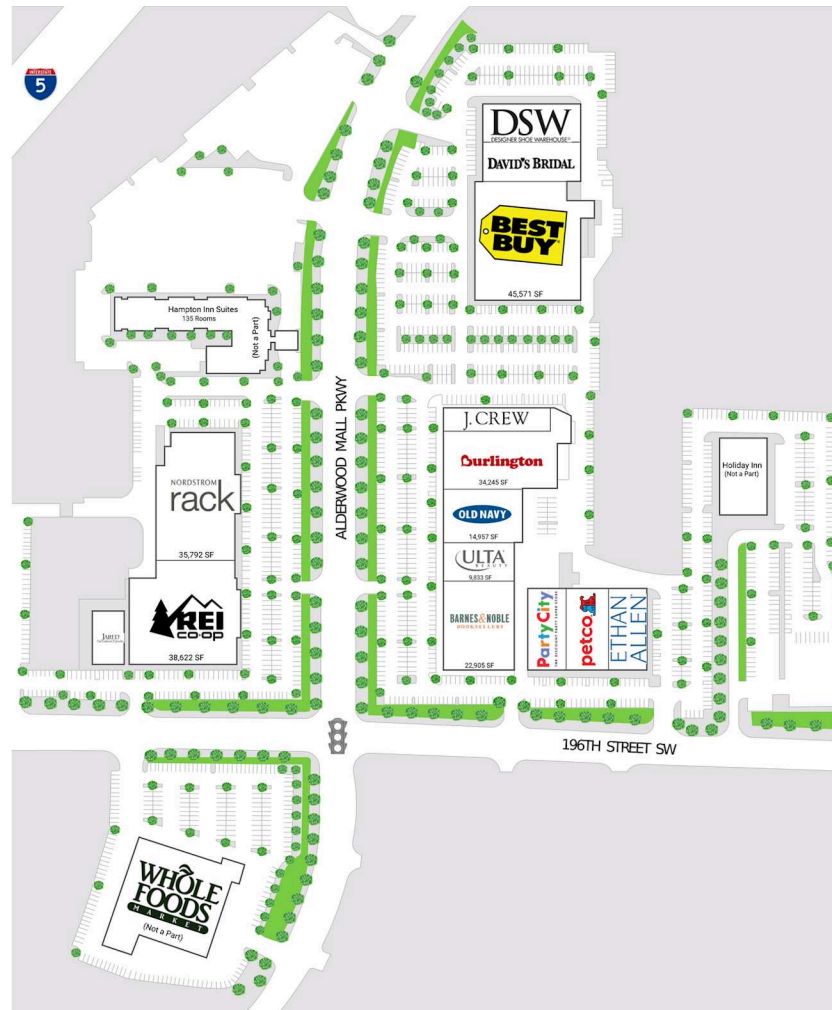 INTERSTATE
5
DSW
DESIGNER SHOE WAREHOUSE®
DAVID'S BRIDAL
BEST
BUY
45,571 SF
Hampton Inn Suites
135 Rooms
(Not a Part)
ALDERWOOD MALL PKWY
J.CREW
Burlington
34,245 SF
OLD NAVY
14,957 SF
ULTA
BEAUTY
9,833 SF
BARNES & NOBLE
BOOKSELLERS
22,905 SF
NORDSTROM
rack
35,792 SF
REI
co-op
38,622 SF
JARED
Holiday Inn
(Not a Part)
PartyCity
petco
ETHAN
ALLEN
196TH STREET SW
WHOLE
FOODS
MARKET
(Not a Part)